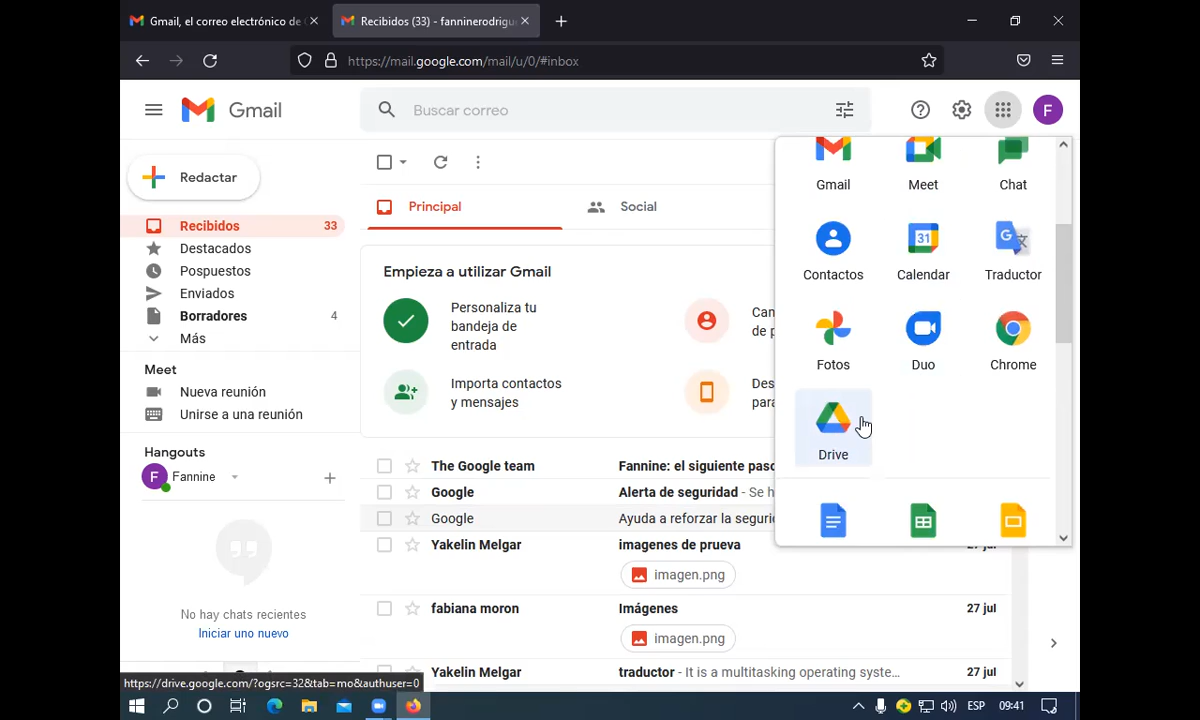 Gmail, el correo electrónico de
Recibidos (33) - fanninerodrigu
https://mail.google.com/mail/u/0/#inbox
Gmail
Buscar correo
F
Redactar
Recibidos 33
Destacados
Pospuestos
Enviados
Borradores 4
Más
Meet
Nueva reunión
Unirse a una reunión
Hangouts
F Fannine
No hay chats recientes
Iniciar uno nuevo
Principal
Social
Empieza a utilizar Gmail
Personaliza tu
bandeja de
entrada
Cam
de p
Importa contactos
y mensajes
Des
para
The Google team Fannine: el siguiente paso
Google Alerta de seguridad - Se h
Google Ayuda a reforzar la seguri
Yakelin Melgar imagenes de prueva 27 jul
imagen.png
fabiana moron Imágenes 27 jul
imagen.png
Yakelin Melgar traductor - It is a multitasking operating syste… 27 jul
Gmail Meet Chat
31
Contactos Calendar Traductor
Fotos Duo Chrome
Drive
https://drive.google.com/?ogsrc=32&tab=mo&authuser=0
ESP 09:41